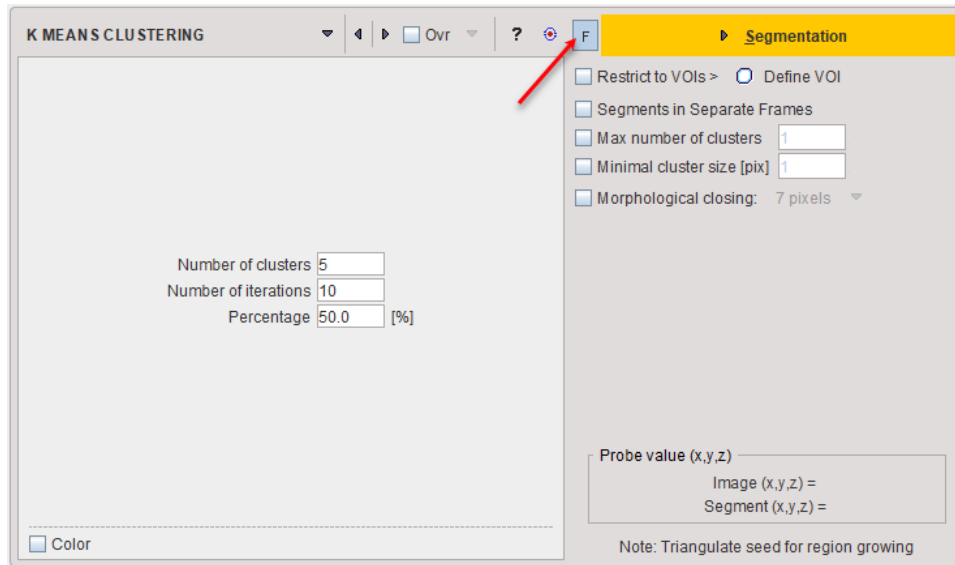 K MEANS CLUSTERING Ovr ? F Segmentation
Restrict to VOIs > Define VOI
Segments in Separate Frames
Max number of clusters 1
Minimal cluster size [pix] 1
Morphological closing: 7 pixels
Number of clusters 5
Number of iterations 10
Percentage 50.0 [%]
Probe value (x,y,z)
Image (x,y,z) =
Segment (x,y,z) =
Color
Note: Triangulate seed for region growing